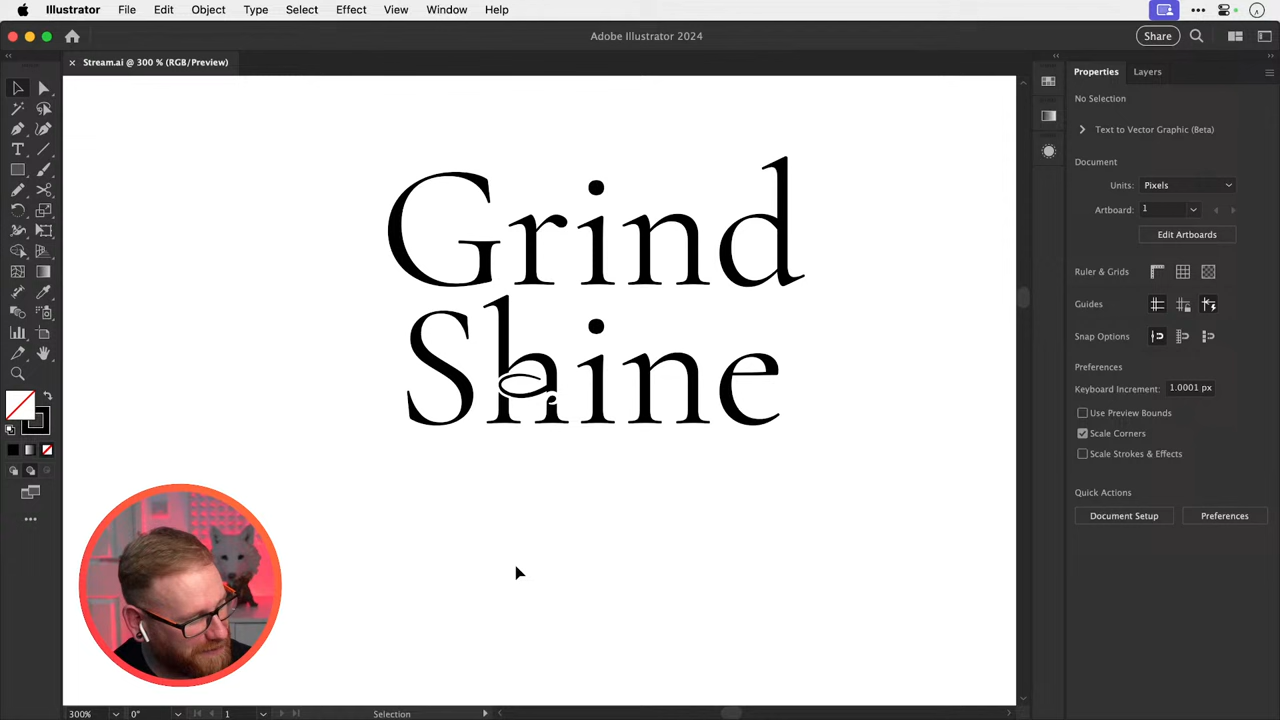 Illustrator File Edit Object Type Select Effect View Window Help
Adobe Illustrator 2024
Share
× Stream.ai @ 300 % (RGB/Preview)
Properties Layers
No Selection
Text to Vector Graphic (Beta)
Document
Units: Pixels
Artboard: 1
Edit Artboards
Ruler & Grids
Guides
Snap Options
Preferences
Keyboard Increment: 1.0001 px
Use Preview Bounds
Scale Corners
Scale Strokes & Effects
Quick Actions
Document Setup Preferences
Grind
Shine
300% 0° 1 Selection